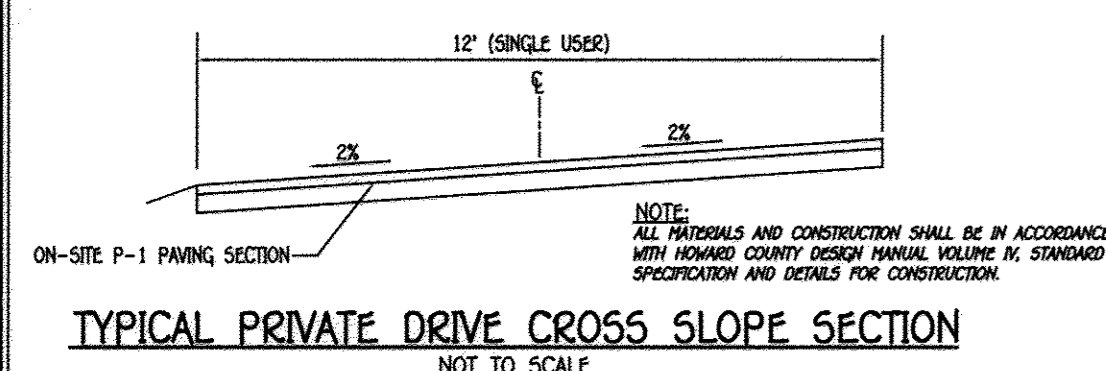 12' (SINGLE USER)
℄
2%
2%
ON-SITE P-1 PAVING SECTION
NOTE:
ALL MATERIALS AND CONSTRUCTION SHALL BE IN ACCORDANCE
WITH HOWARD COUNTY DESIGN MANUAL VOLUME IV, STANDARD
SPECIFICATION AND DETAILS FOR CONSTRUCTION.
TYPICAL PRIVATE DRIVE CROSS SLOPE SECTION
NOT TO SCALE